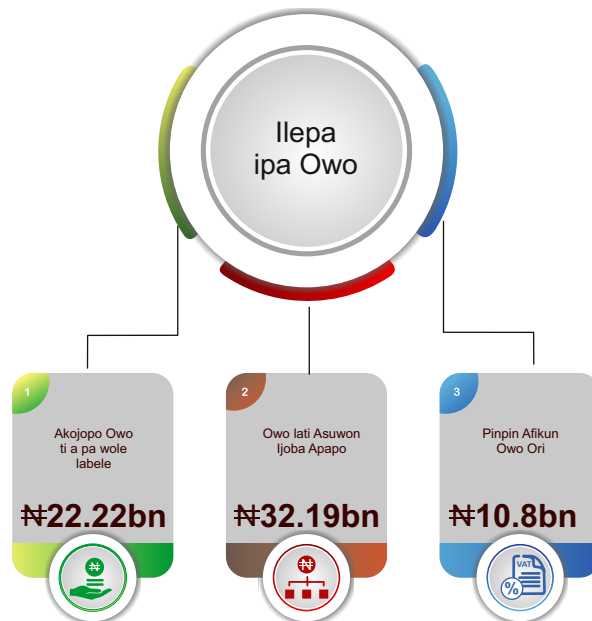 Ilepa
ipa Owo
1
Akojopo Owo
ti a pa wole
labele
₦22.22bn
₦
2
Owo lati Asuwon
Ijoba Apapo
₦32.19bn
₦
3
Pinpin Afikun
Owo Ori
₦10.8bn
VAT
%